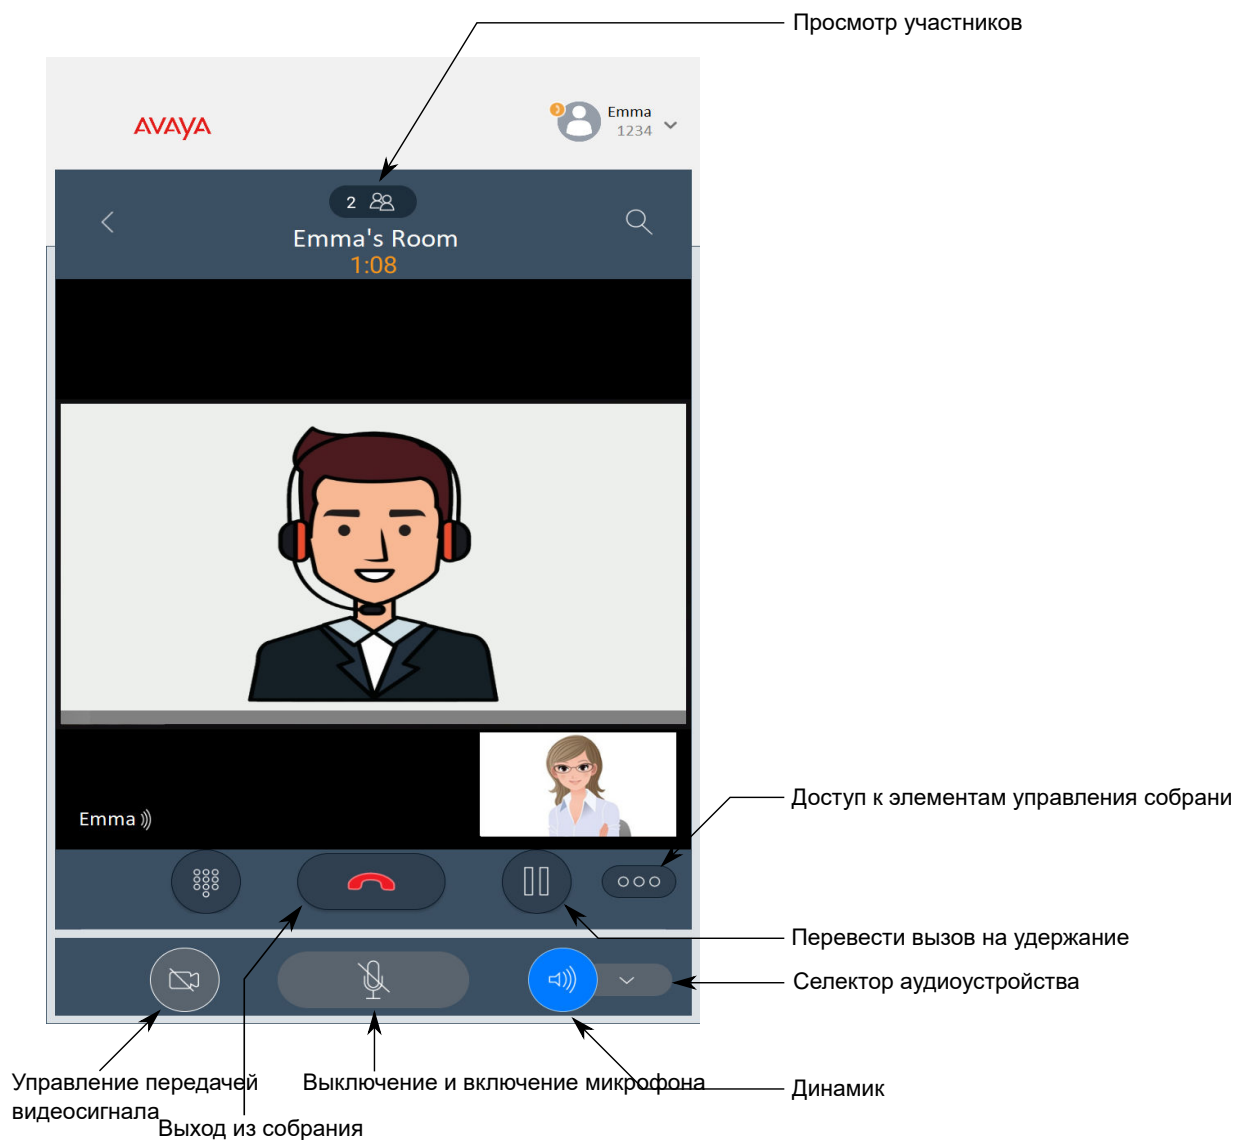 Просмотр участников
AVAYA
Emma
1234
2
Emma's Room
1:08
Emma
Доступ к элементам управления собрани
Перевести вызов на удержание
Селектор аудиоустройства
Управление передачей
видеосигнала
Выключение и включение микрофона
Динамик
Выход из собрания